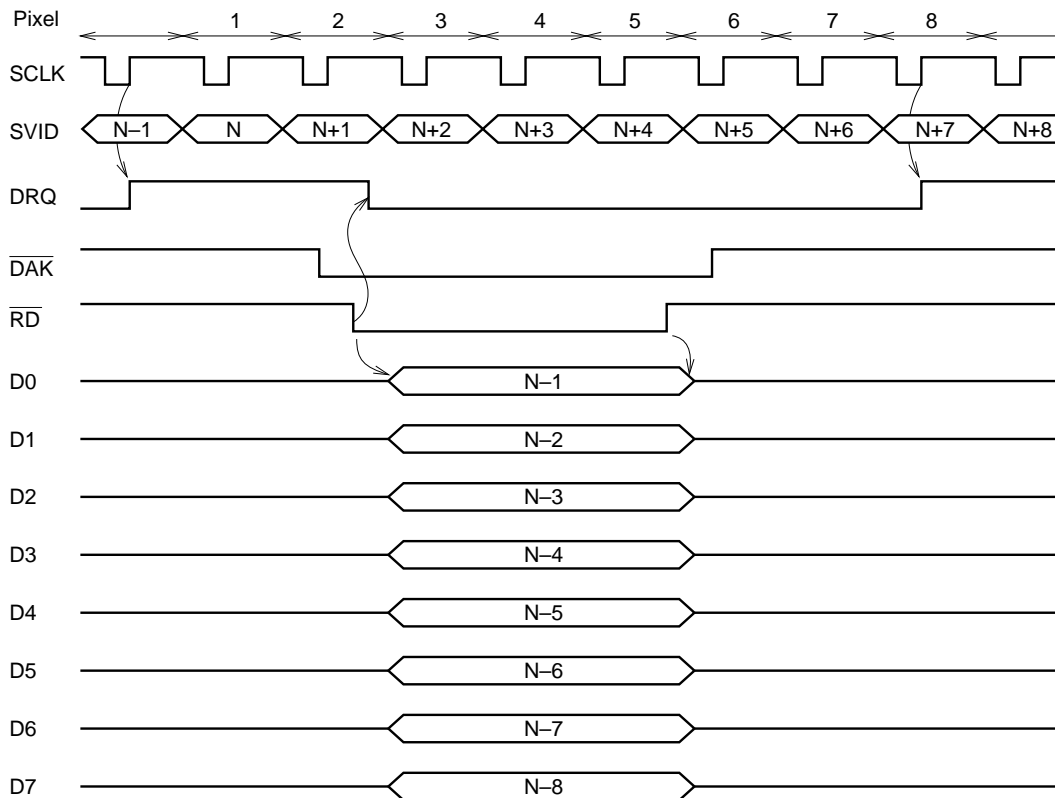 Pixel 1 2 3 4 5 6 7 8
SCLK
SVID N–1 N N+1 N+2 N+3 N+4 N+5 N+6 N+7 N+8
DRQ
DAK
RD
D0 N–1
D1 N–2
D2 N–3
D3 N–4
D4 N–5
D5 N–6
D6 N–7
D7 N–8